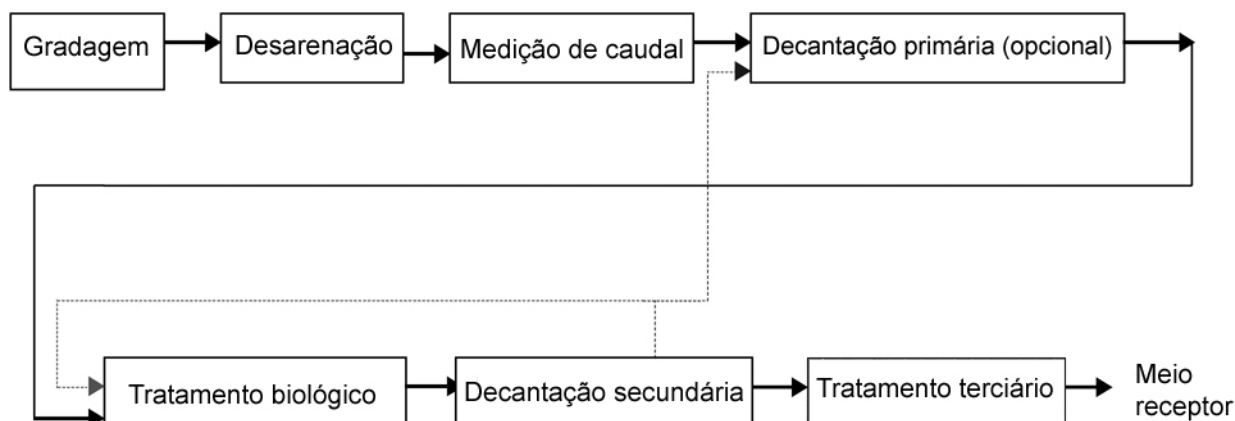 Gradagem
Desarenação
Medição de caudal
Decantação primária (opcional)
Tratamento biológico
Decantação secundária
Tratamento terciário
Meio
receptor